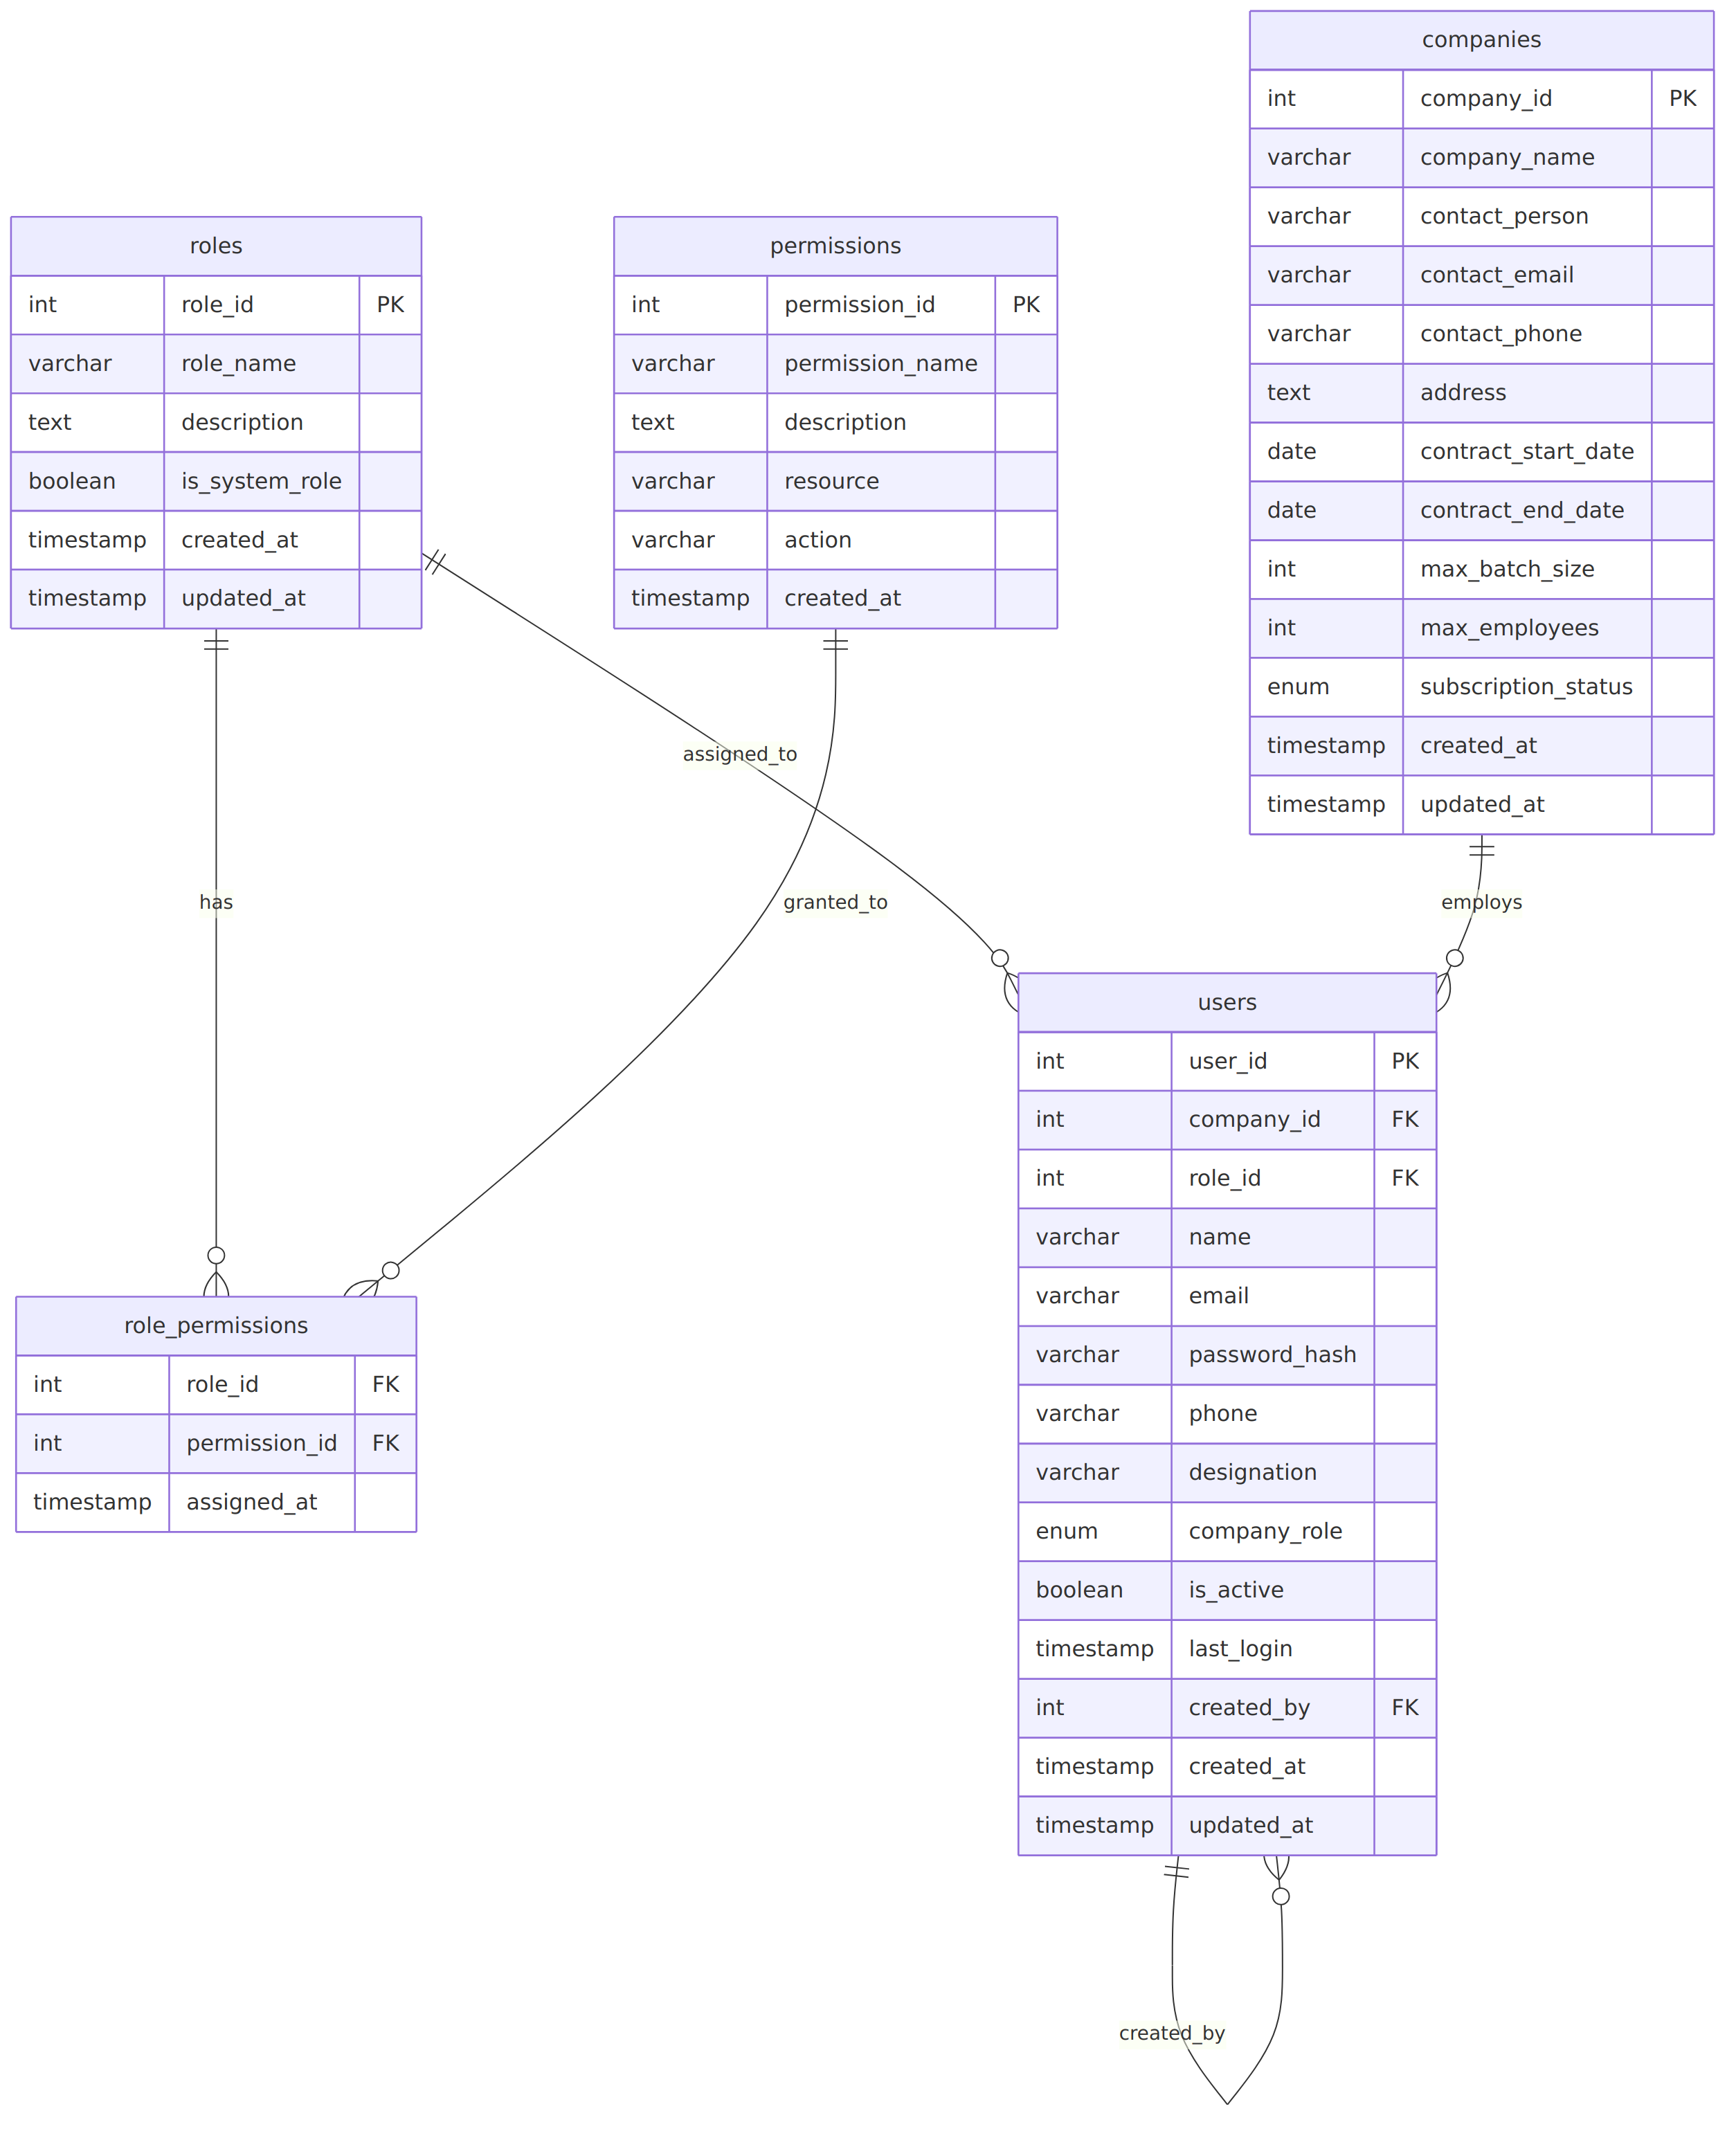 companies
int company_id PK
varchar company_name
varchar contact_person
varchar contact_email
varchar contact_phone
text address
date contract_start_date
date contract_end_date
int max_batch_size
int max_employees
enum subscription_status
timestamp created_at
timestamp updated_at
roles
int role_id PK
varchar role_name
text description
boolean is_system_role
timestamp created_at
timestamp updated_at
permissions
int permission_id PK
varchar permission_name
text description
varchar resource
varchar action
timestamp created_at
assigned_to
has
granted_to
employs
users
int user_id PK
int company_id FK
int role_id FK
varchar name
varchar email
varchar password_hash
varchar phone
varchar designation
enum company_role
boolean is_active
timestamp last_login
int created_by FK
timestamp created_at
timestamp updated_at
role_permissions
int role_id FK
int permission_id FK
timestamp assigned_at
created_by